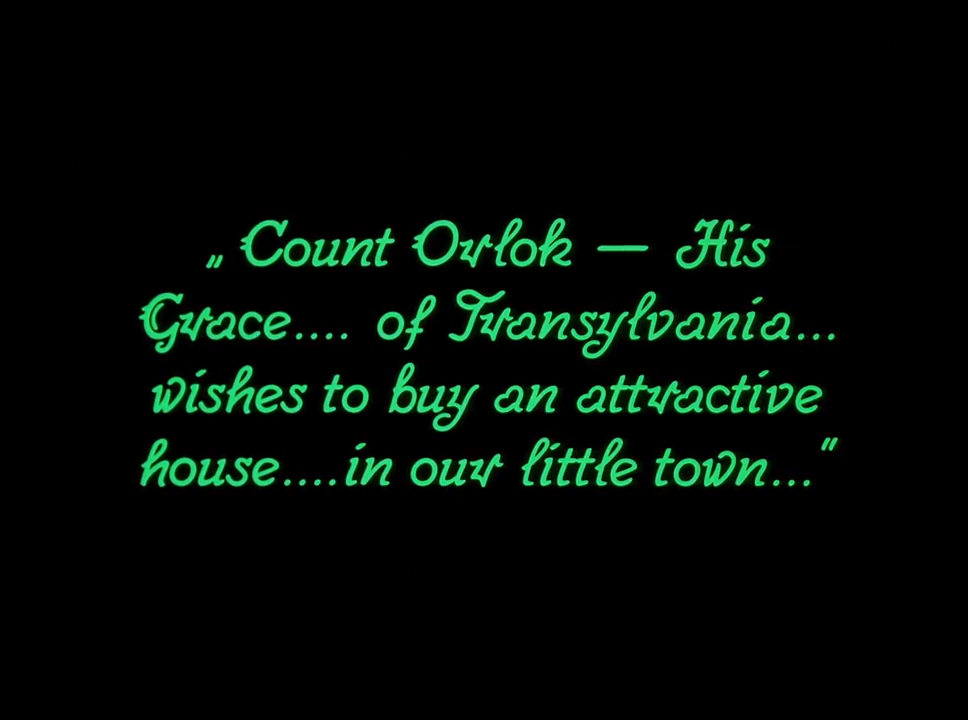 „Count Orlok — His
Grace.... of Transylvania...
wishes to buy an attractive
house....in our little town..."